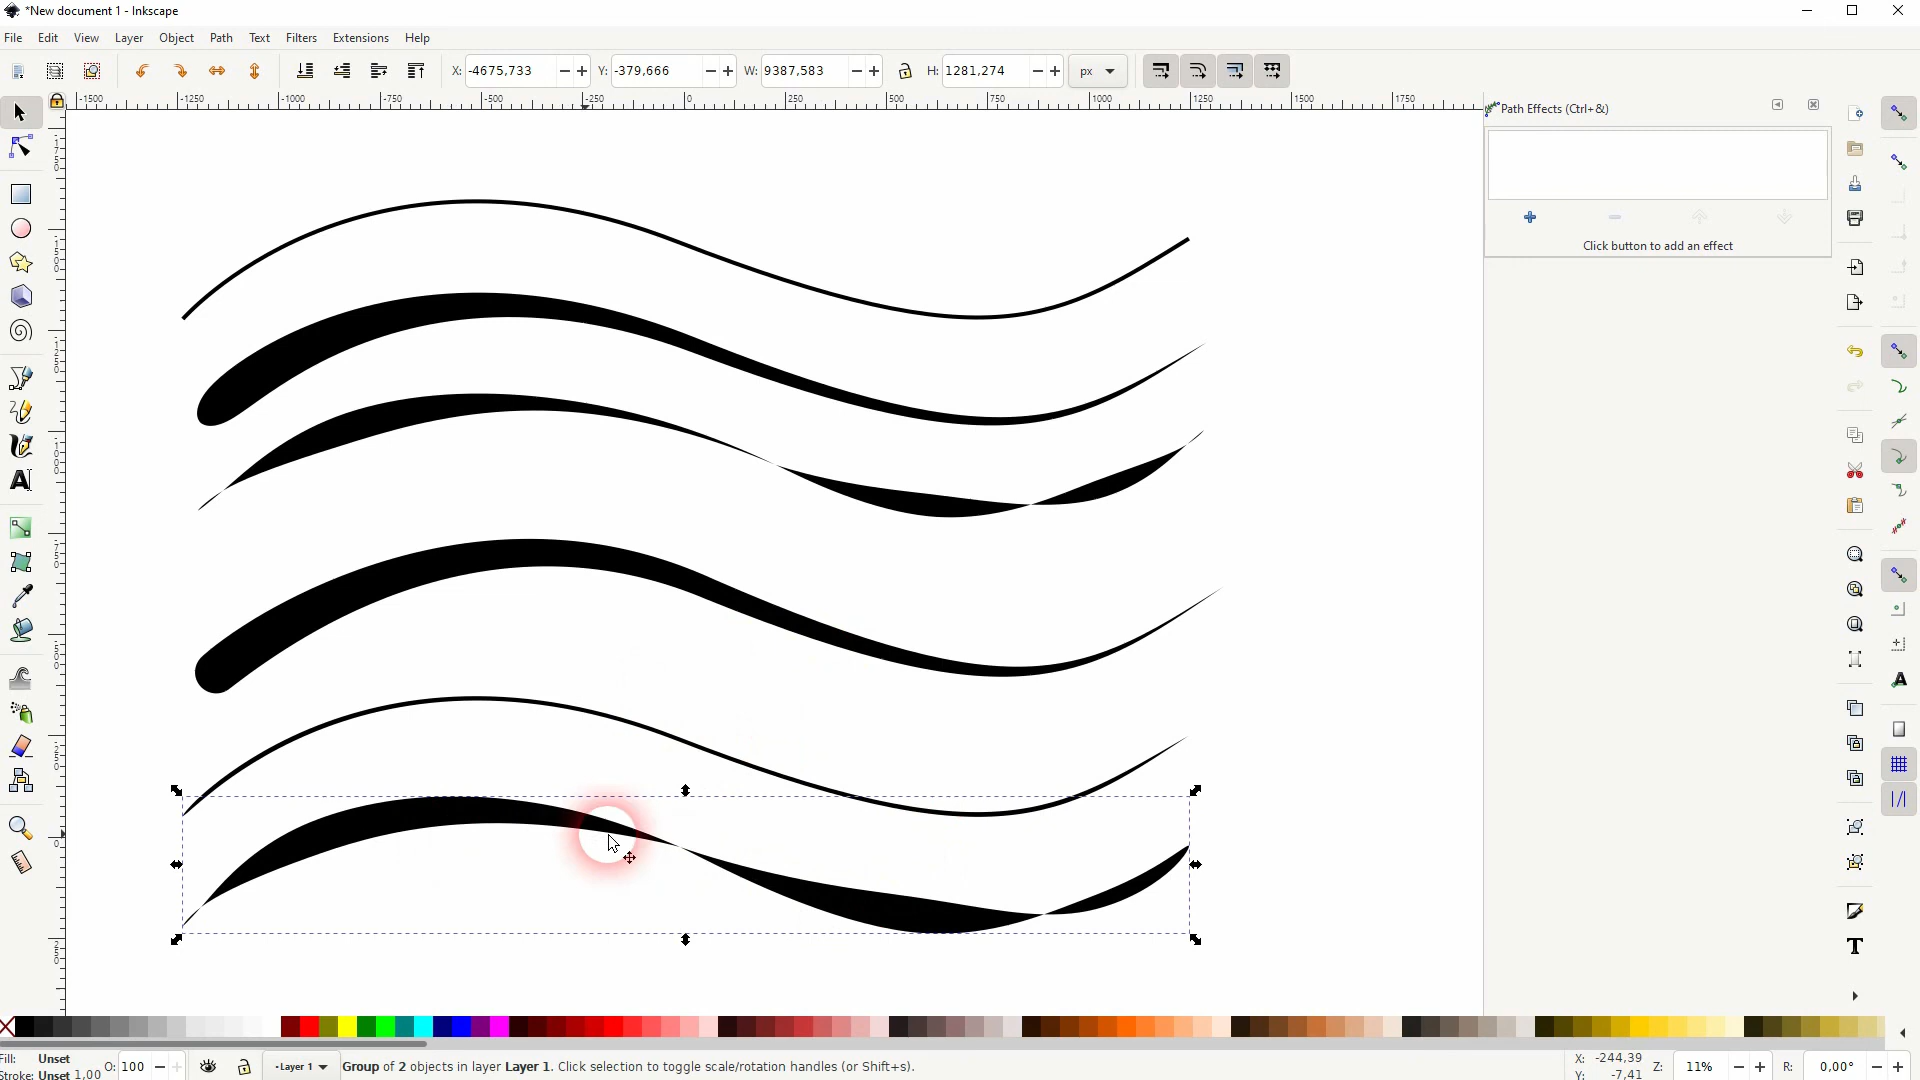 *New document 1 - Inkscape
File Edit View Layer Object Path Text Filters Extensions Help
X: -4675,733 Y: -379,666 W: 9387,583 H: 1281,274 px
-1500 -1250 -1000 -750 -500 -250 0 250 500 750 1000 1250 1500 1750
Path Effects (Ctrl+&)
Click button to add an effect
Fill: Unset O: 100 Layer 1 Group of 2 objects in layer Layer 1. Click selection to toggle scale/rotation handles (or Shift+s). X: -244,39 Z: 11% R: 0,00°
Stroke: Unset 1,00 Y: -7,41